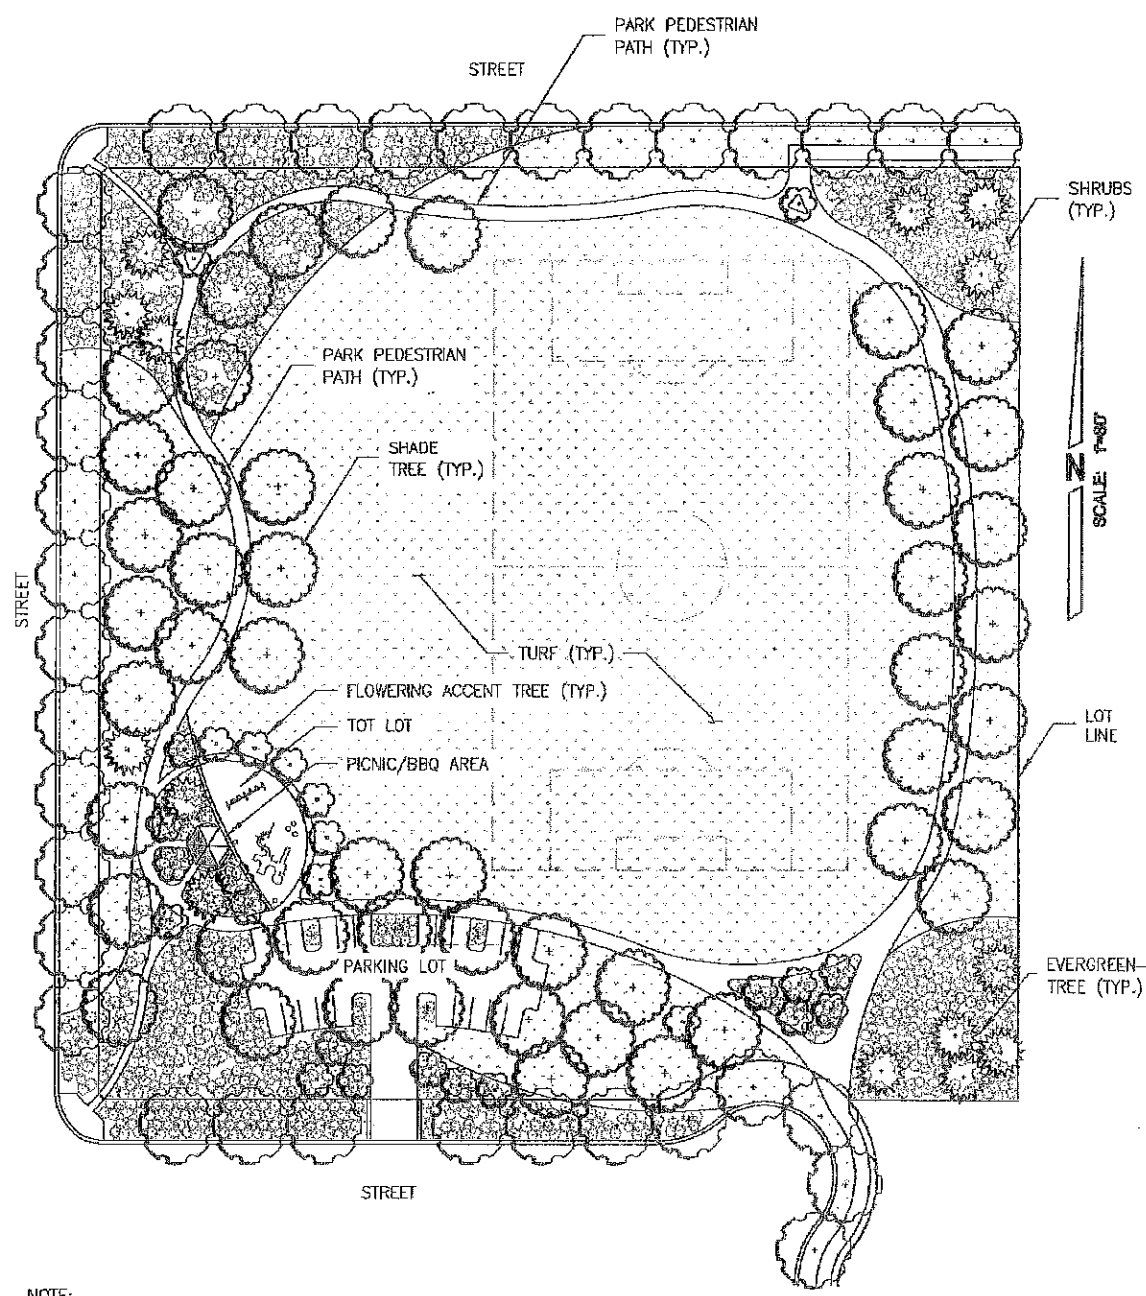 PARK PEDESTRIAN
PATH (TYP.)
STREET
SHRUBS
(TYP.)
PARK PEDESTRIAN
PATH (TYP.)
SHADE
TREE (TYP.)
N
SCALE: 1"=80'
STREET
TURF (TYP.)
FLOWERING ACCENT TREE (TYP.)
TOT LOT
PICNIC/BBQ AREA
LOT
LINE
PARKING LOT
EVERGREEN
TREE (TYP.)
STREET
NOTE: